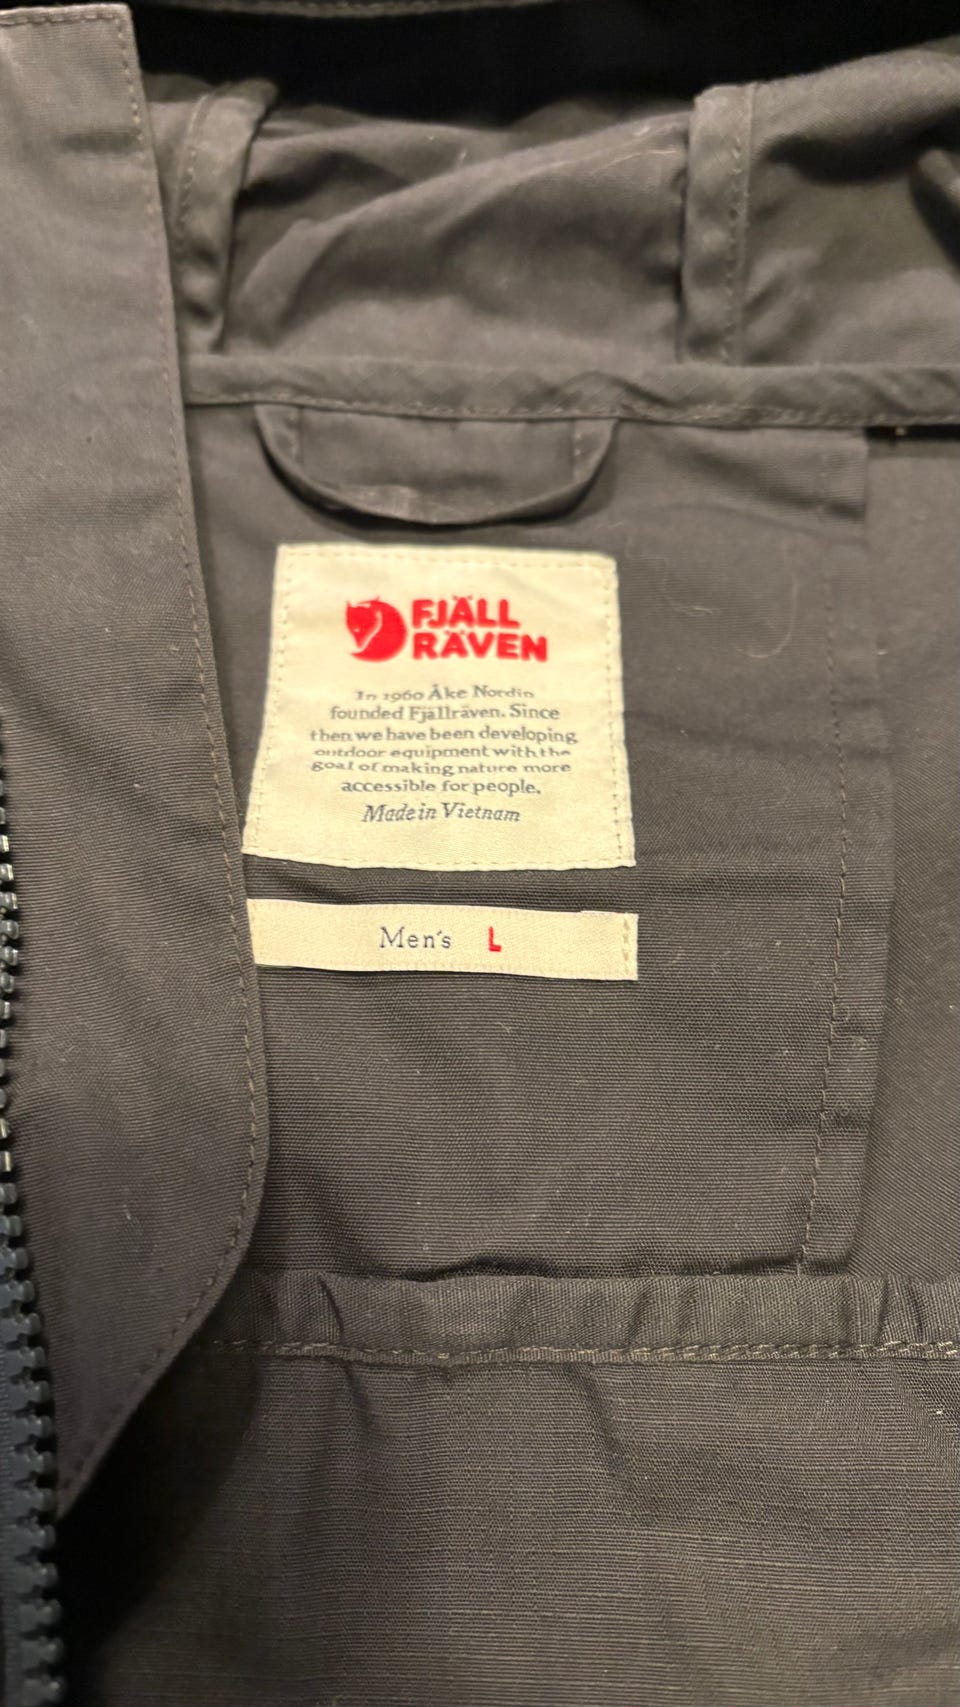 FJÄLL
RÄVEN
In 1960 Åke Nordin
founded Fjällräven. Since
then we have been developing
outdoor equipment with the
goal of making nature more
accessible for people.
Made in Vietnam
Men's L